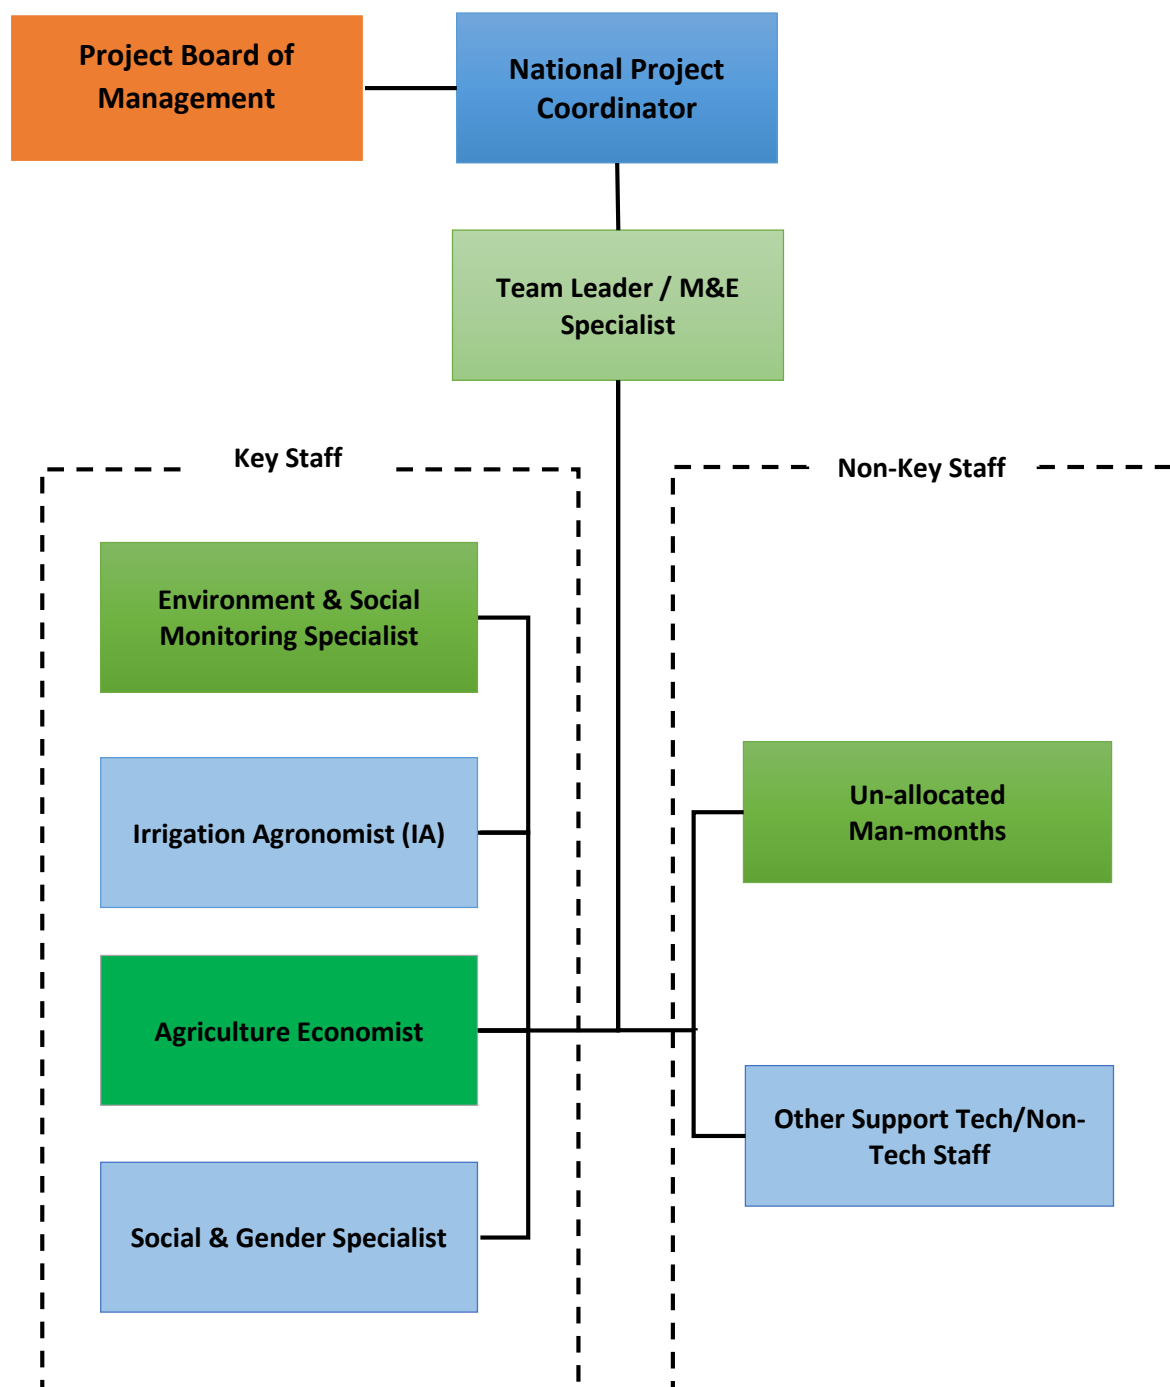 Project Board of
Management
National Project
Coordinator
Team Leader / M&E
Specialist
Key Staff
Non-Key Staff
Environment & Social
Monitoring Specialist
Irrigation Agronomist (IA)
Agriculture Economist
Social & Gender Specialist
Un-allocated
Man-months
Other Support Tech/Non-
Tech Staff